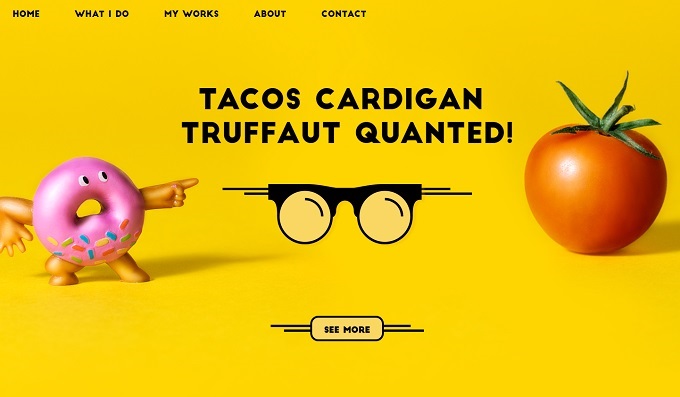 HOME WHAT I DO MY WORKS ABOUT CONTACT
TACOS CARDIGAN
TRUFFAUT QUANTED!
SEE MORE